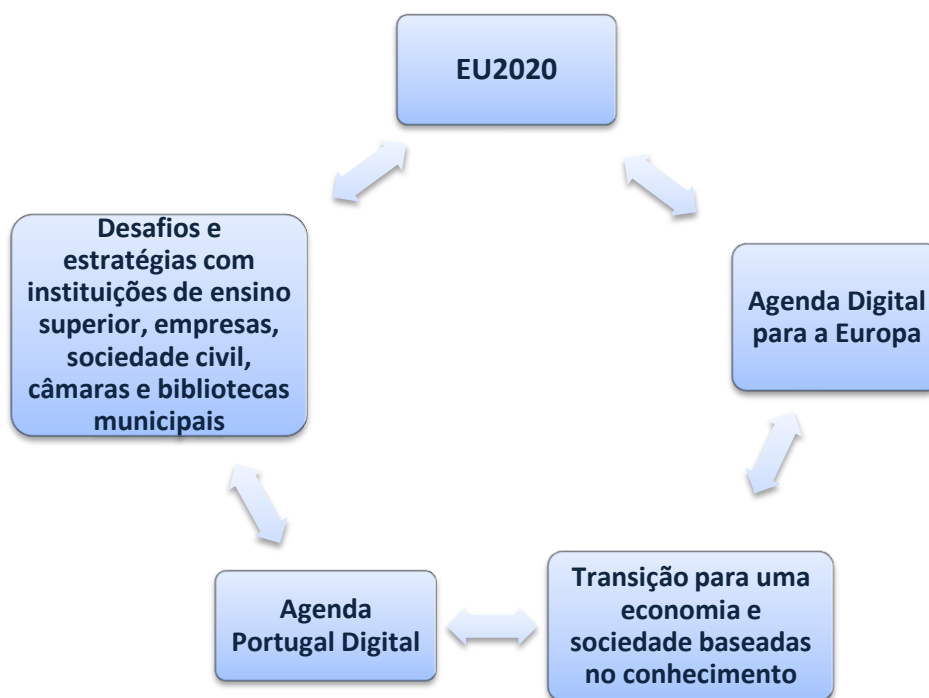 EU2020
Desafios e
estratégias com
instituições de ensino
superior, empresas,
sociedade civil,
câmaras e bibliotecas
municipais
Agenda Digital
para a Europa
Agenda
Portugal Digital
Transição para uma
economia e
sociedade baseadas
no conhecimento